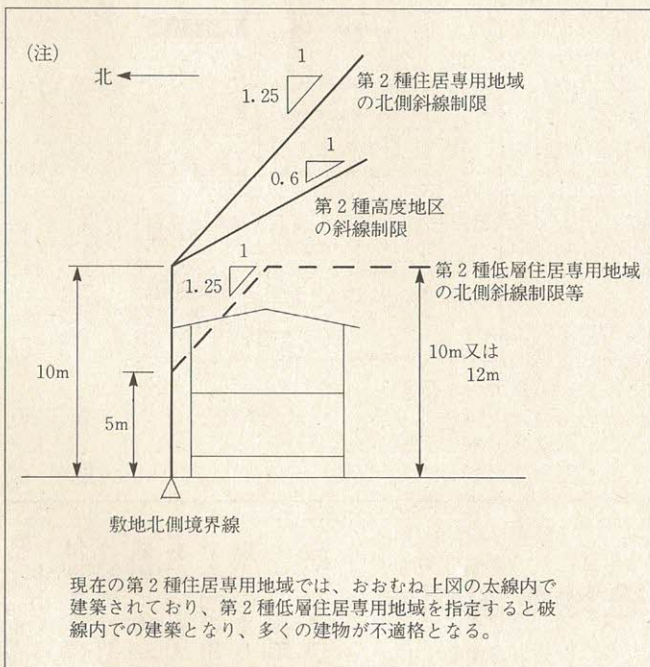 (注)
北
1
1.25
第2種住居専用地域
の北側斜線制限
1
0.6
第2種高度地区
の斜線制限
1
1.25
第2種低層住居専用地域
の北側斜線制限等
10m
5m
10m又は
12m
敷地北側境界線
現在の第2種住居専用地域では、おおむね上図の太線内で
建築されており、第2種低層住居専用地域を指定すると破
線内での建築となり、多くの建物が不適格となる。